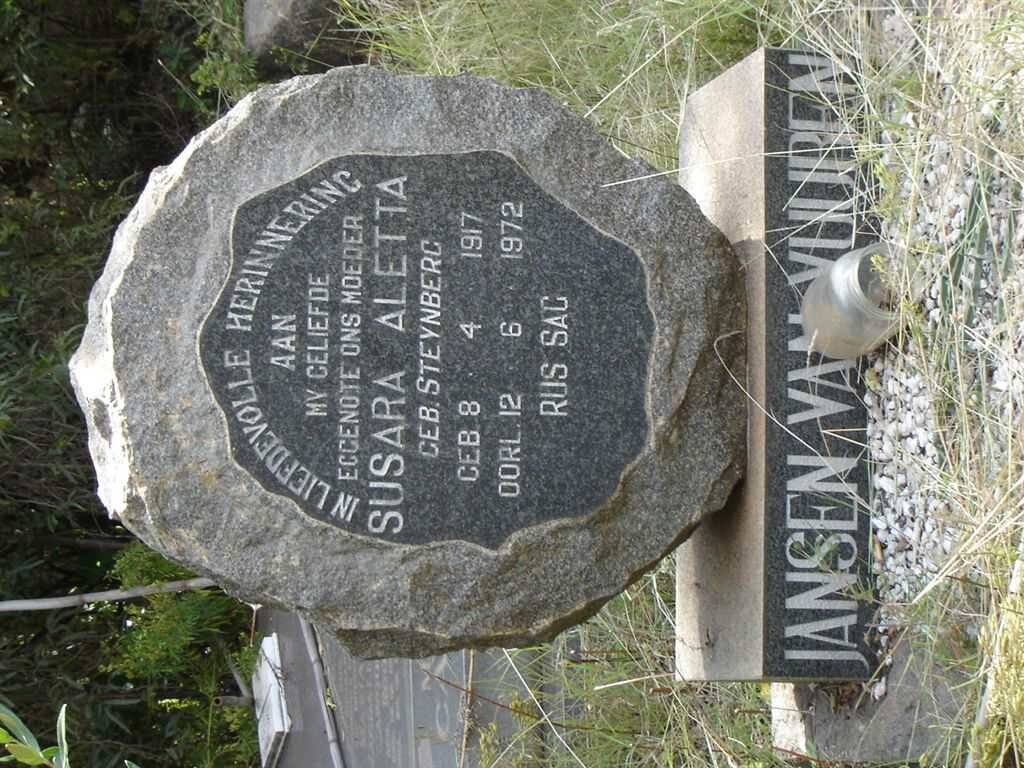 IN LIEFDEVOLLE HERINNERING
AAN
MY GELIEFDE
EGGENOTE ONS MOEDER
SUSARA ALETTA
GEB. STEYNBERG
GEB. 8 4 1917
OORL. 12 6 1972
RUS SAG
JANSEN VAN VUUREN